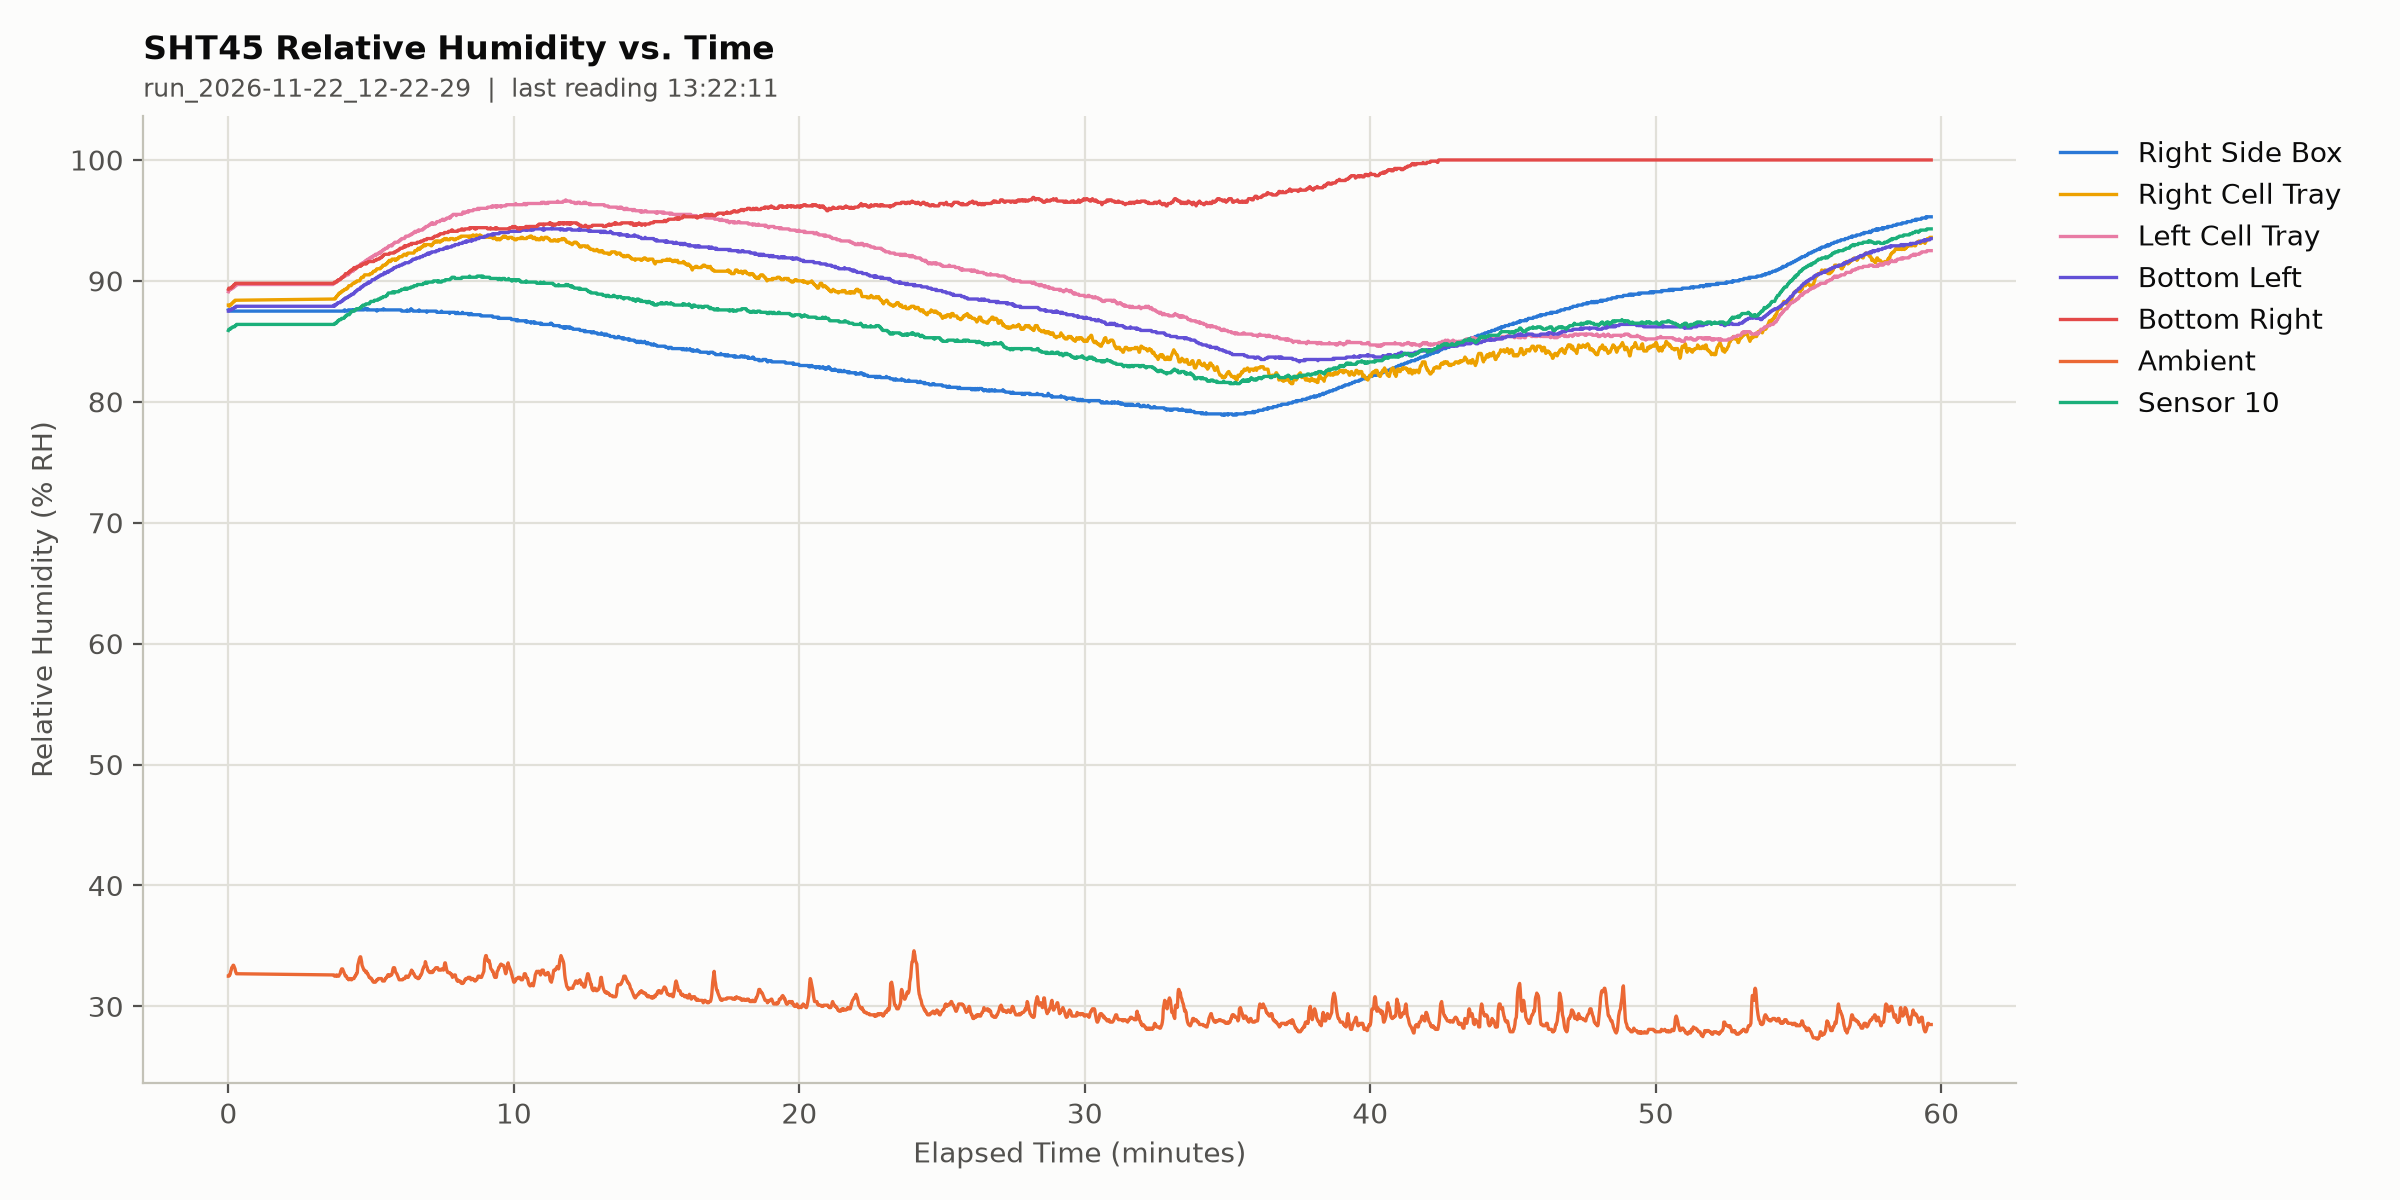 SHT45 Relative Humidity vs. Time
run_2026-11-22_12-22-29 | last reading 13:22:11
Relative Humidity (% RH)
100
90
80
70
60
50
40
30
0 10 20 30 40 50 60
Elapsed Time (minutes)
Right Side Box
Right Cell Tray
Left Cell Tray
Bottom Left
Bottom Right
Ambient
Sensor 10